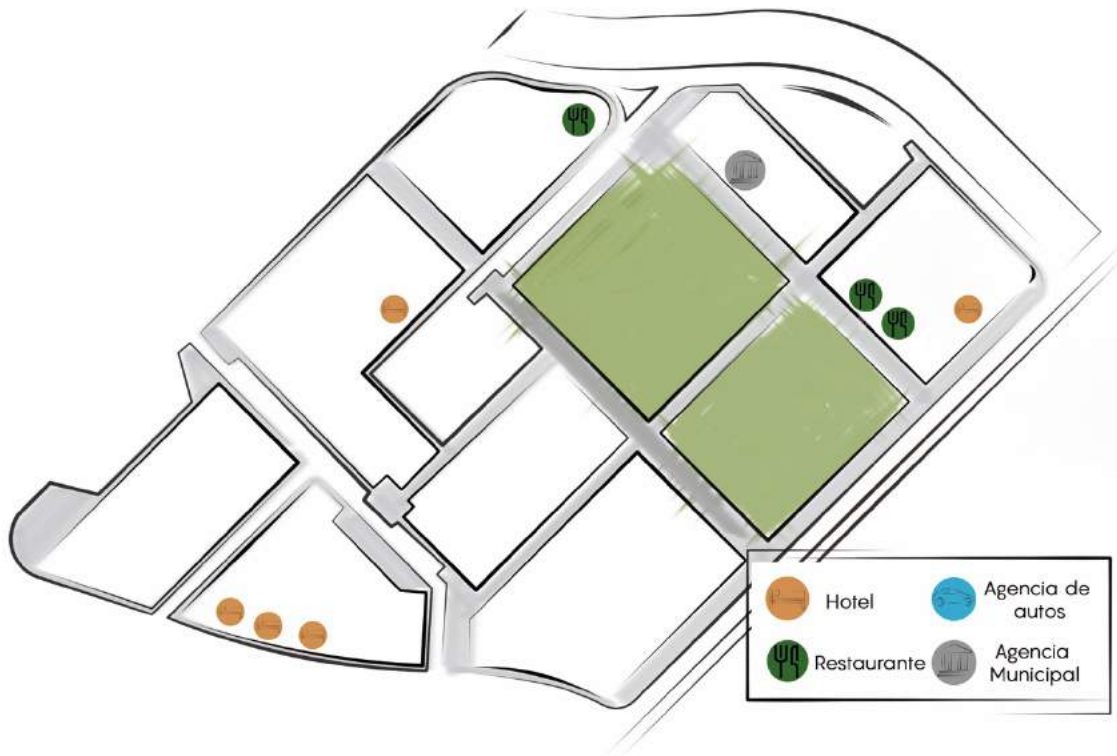 Hotel
Agencia de
autos
Restaurante
Agencia
Municipal